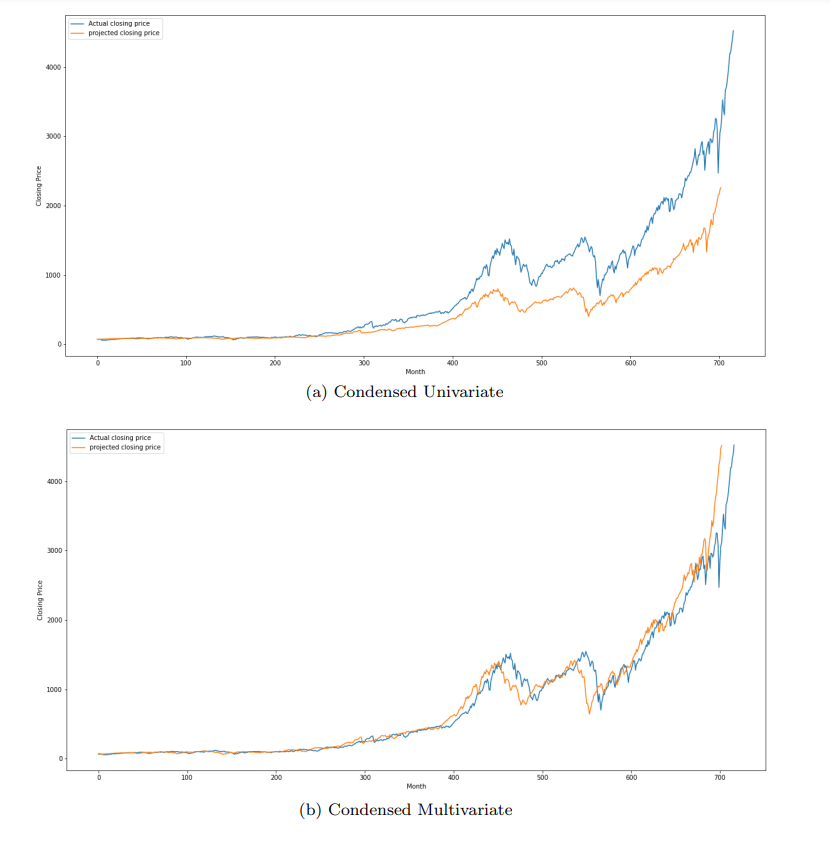 Actual closing price
projected closing price
4000
3000
2000
1000
0
Closing Price
0 100 200 300 400 500 600 700
Month
(a) Condensed Univariate
Actual closing price
projected closing price
4000
3000
2000
1000
0
Closing Price
0 100 200 300 400 500 600 700
Month
(b) Condensed Multivariate